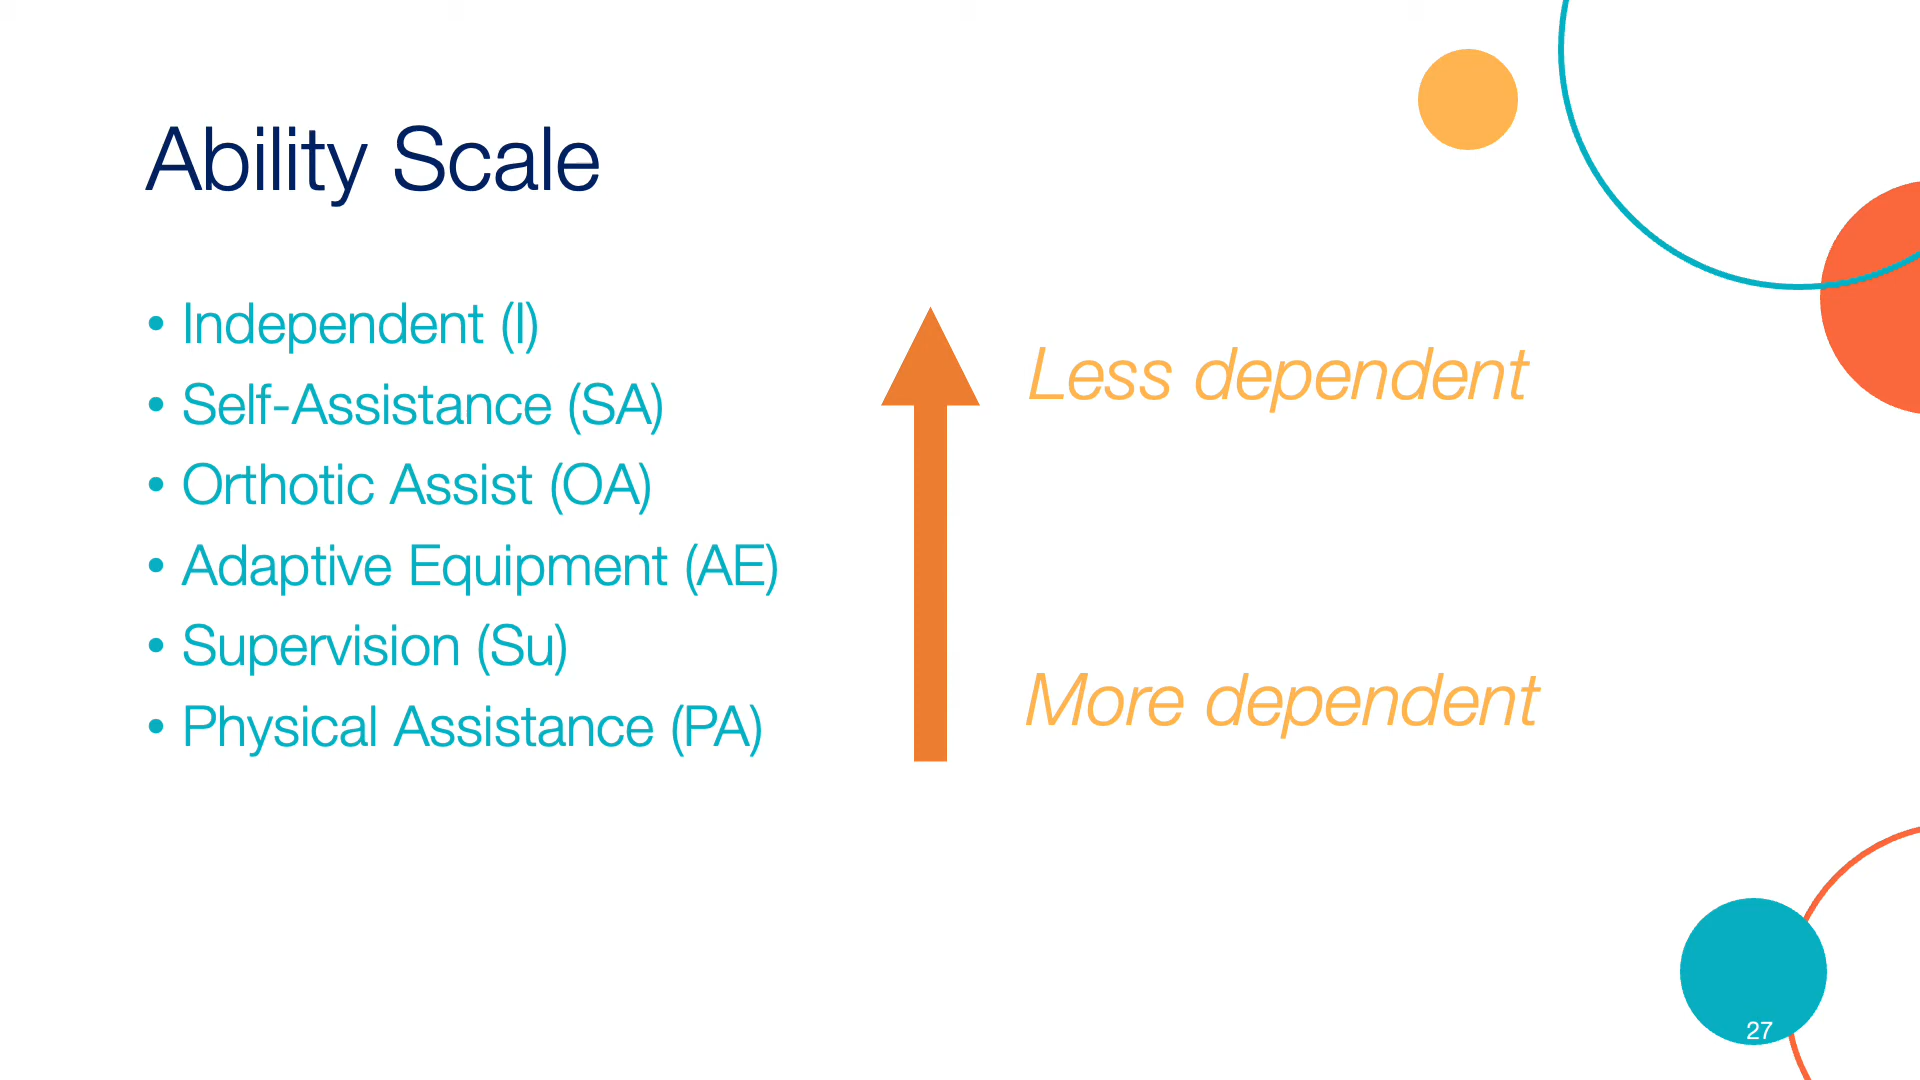 Ability Scale
• Independent (I)
• Self-Assistance (SA)
• Orthotic Assist (OA)
• Adaptive Equipment (AE)
• Supervision (Su)
• Physical Assistance (PA)
Less dependent
More dependent
27